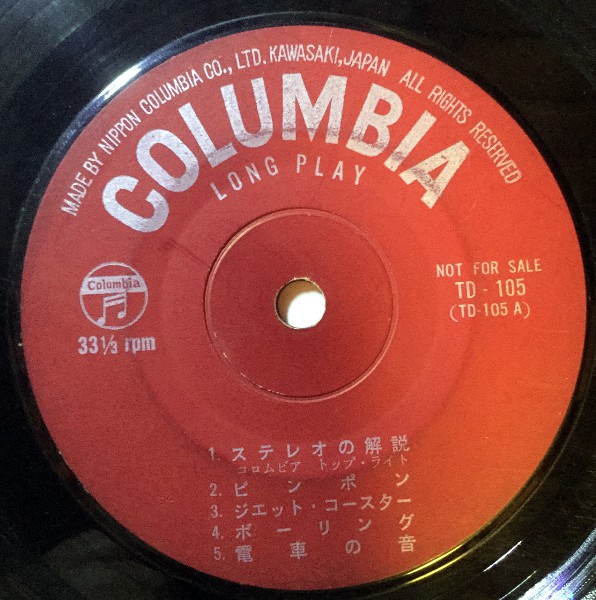 MADE BY NIPPON COLUMBIA CO., LTD. KAWASAKI, JAPAN ALL RIGHTS RESERVED
COLUMBIA
LONG PLAY
Columbia
33⅓ rpm
NOT FOR SALE
TD - 105
(TD-105 A)
1. ステレオの解説
コロムビア トップ・ライト
2. ピンポン
3. ジエット・コースター
4. ボーリング
5. 電車の音